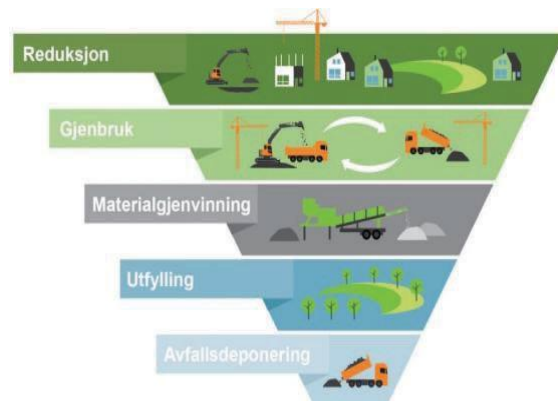 Reduksjon
Gjenbruk
Materialgjenvinning
Utfylling
Avfallsdeponering